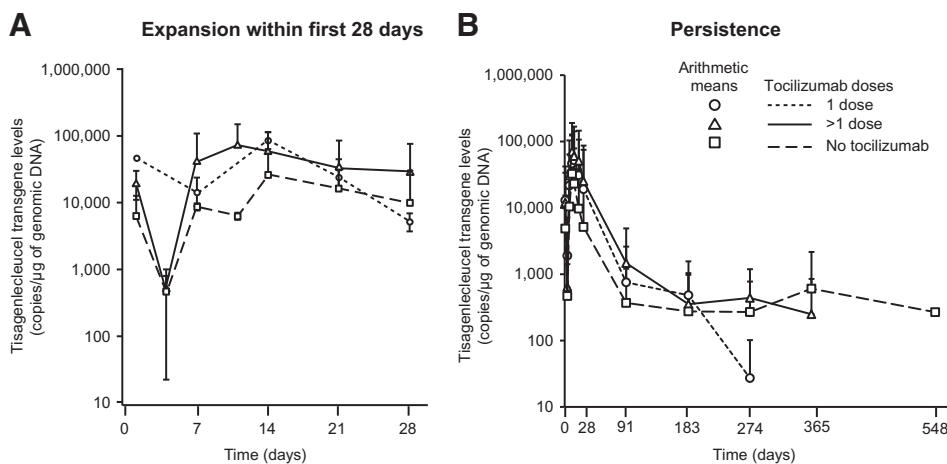 A
Expansion within first 28 days
Tisagenlecleucel transgene levels
(copies/µg of genomic DNA)
1,000,000
100,000
10,000
1,000
100
10
0 7 14 21 28
Time (days)
B
Persistence
Tisagenlecleucel transgene levels
(copies/µg of genomic DNA)
1,000,000
100,000
10,000
1,000
100
10
0 28 91 183 274 365 548
Time (days)
Arithmetic
means
Tocilizumab doses
1 dose
>1 dose
No tocilizumab